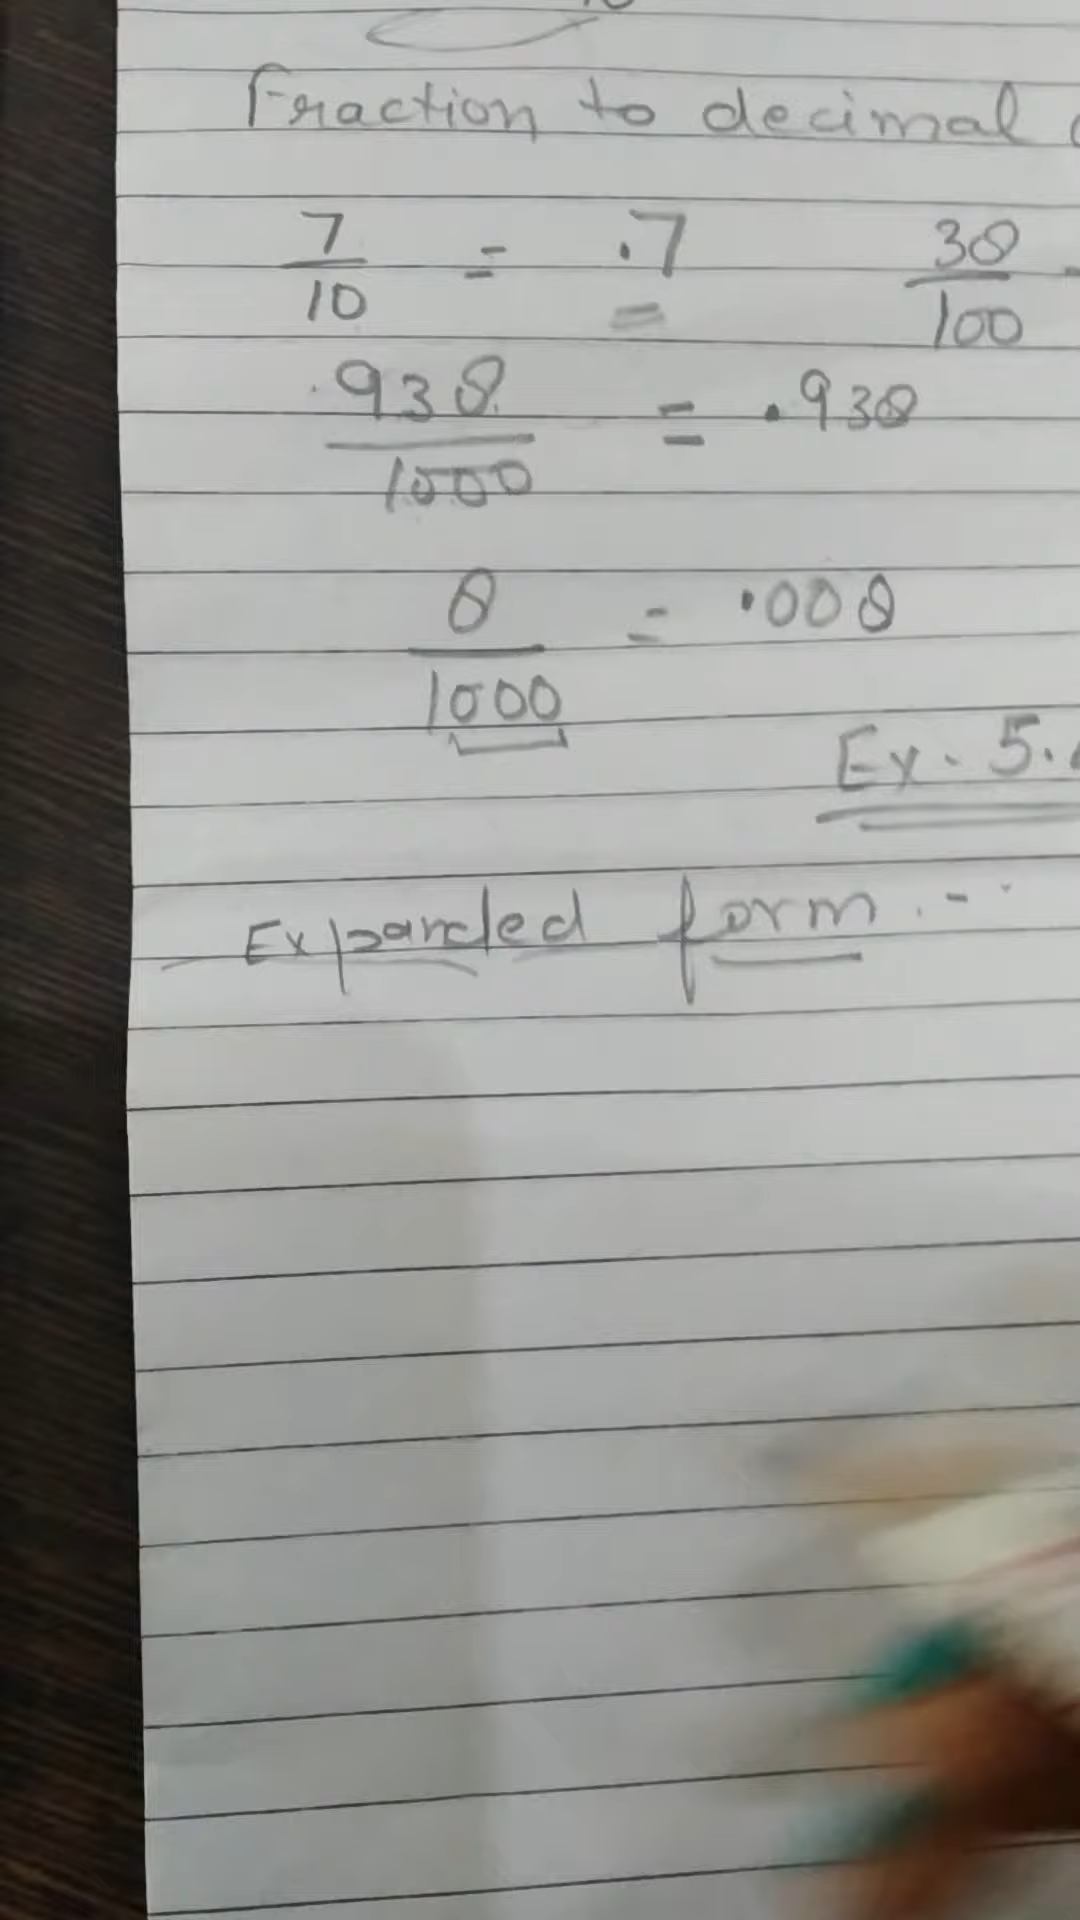 Fraction to decimal
7/10 = .7 38/100
.938/1000 = .938
8/1000 = .008
Ex. 5.
Expanded form.-